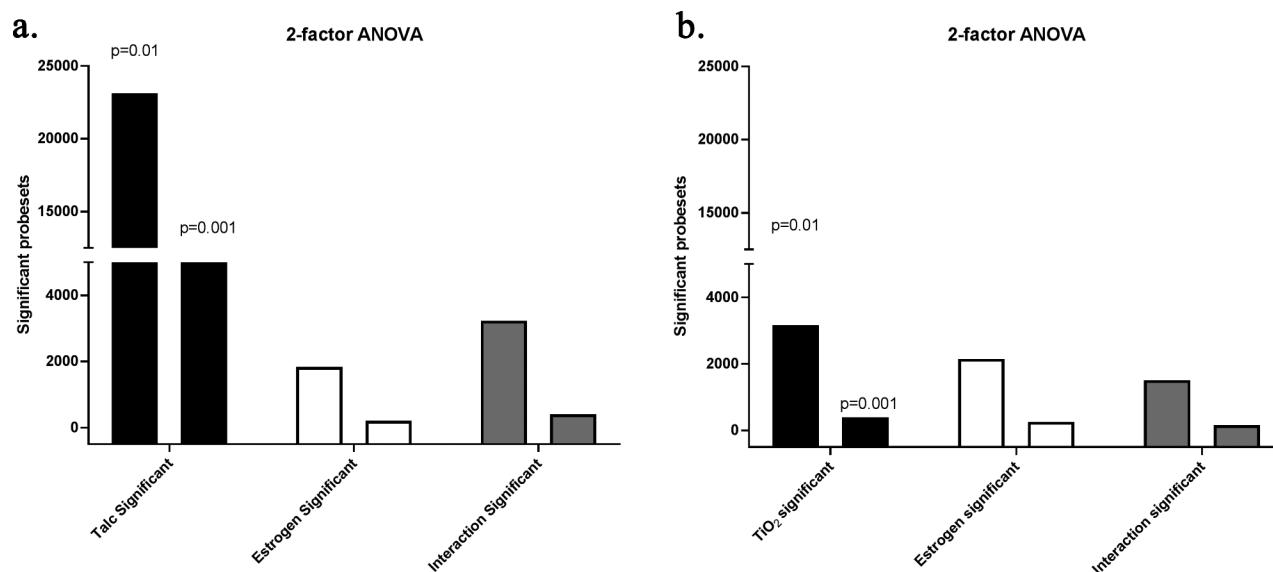 a.
2-factor ANOVA
p=0.01
p=0.001
Significant probesets
25000
20000
15000
4000
2000
0
Talc Significant
Estrogen Significant
Interaction Significant
b.
2-factor ANOVA
p=0.01
p=0.001
Significant probesets
25000
20000
15000
4000
2000
0
TiO₂ significant
Estrogen significant
Interaction significant